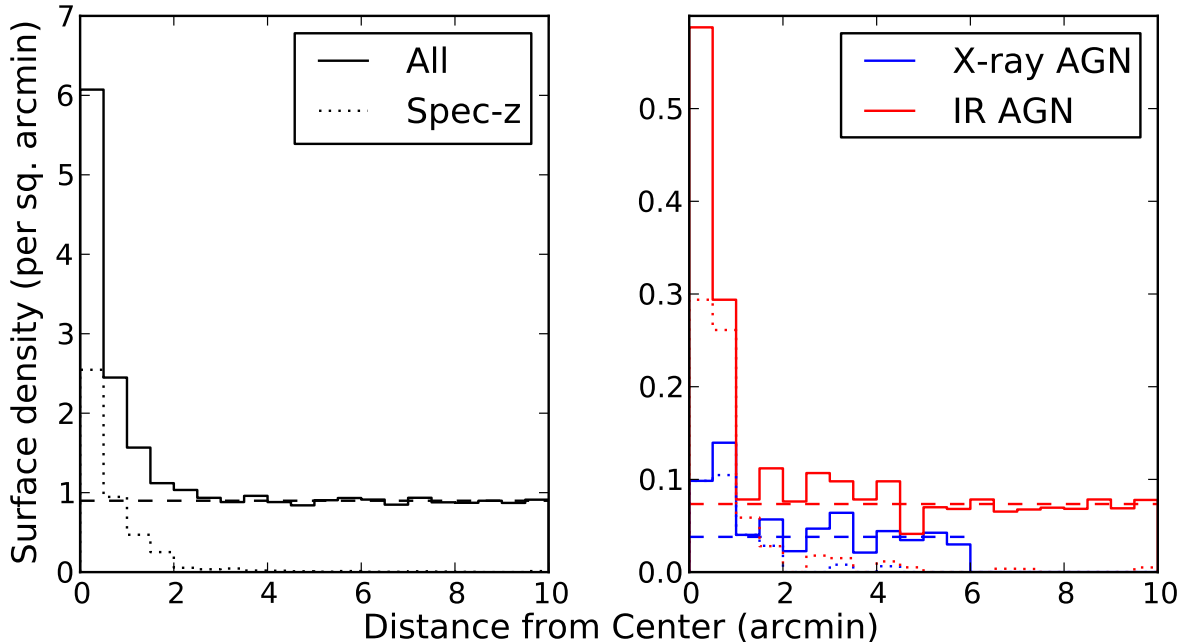 Surface density (per sq. arcmin)
7
6
5
4
3
2
1
0
0 2 4 6 8 10
All
Spec-z
0.5
0.4
0.3
0.2
0.1
0.0
0 2 4 6 8 10
X-ray AGN
IR AGN
Distance from Center (arcmin)